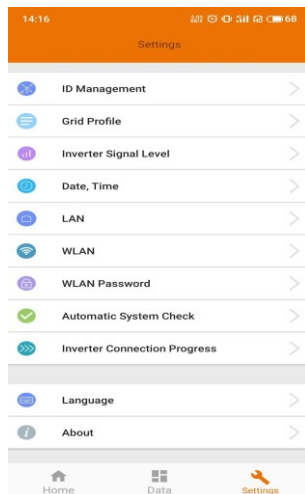 14:16
68
Settings
ID Management
Grid Profile
Inverter Signal Level
Date, Time
LAN
WLAN
WLAN Password
Automatic System Check
Inverter Connection Progress
Language
About
Home Data Settings